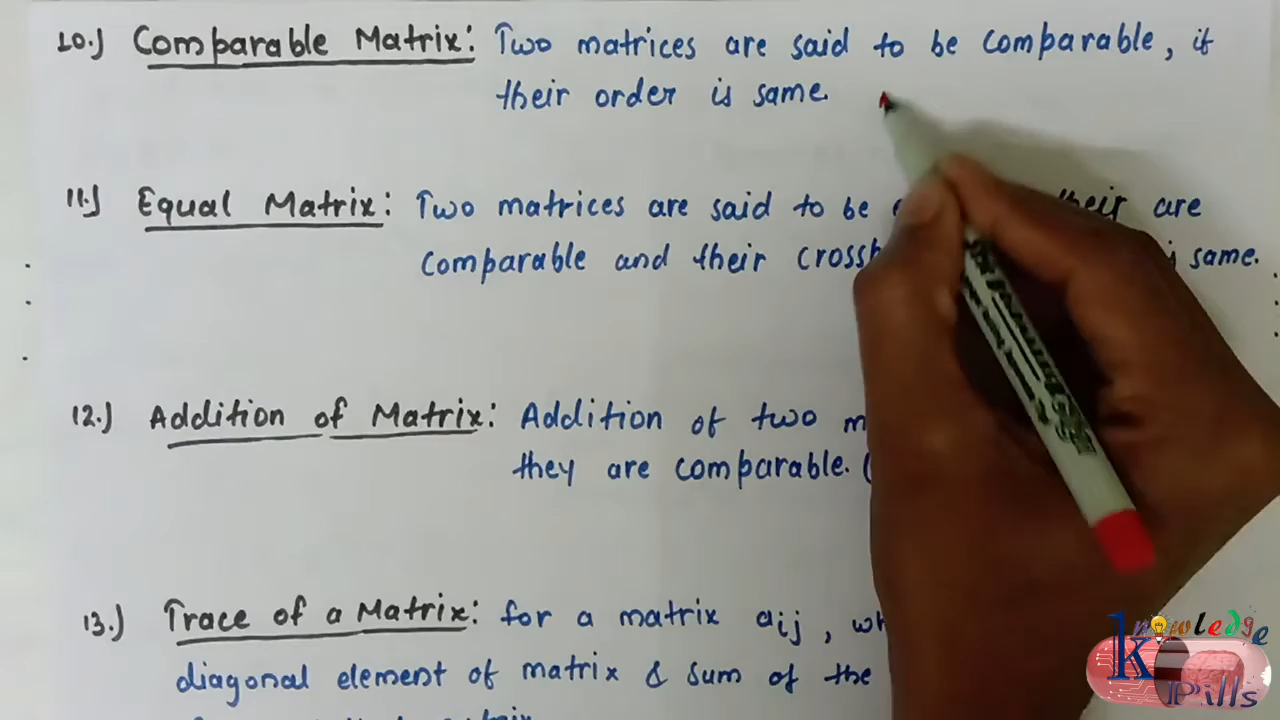 10.) Comparable Matrix: Two matrices are said to be comparable, if
their order is same.
11.) Equal Matrix: Two matrices are said to be their are
comparable and their same.
12.) Addition of Matrix: Addition of two
they are comparable. (
13.) Trace of a Matrix: for a matrix aij,
diagonal element of matrix & sum of the
knowledge
Pills